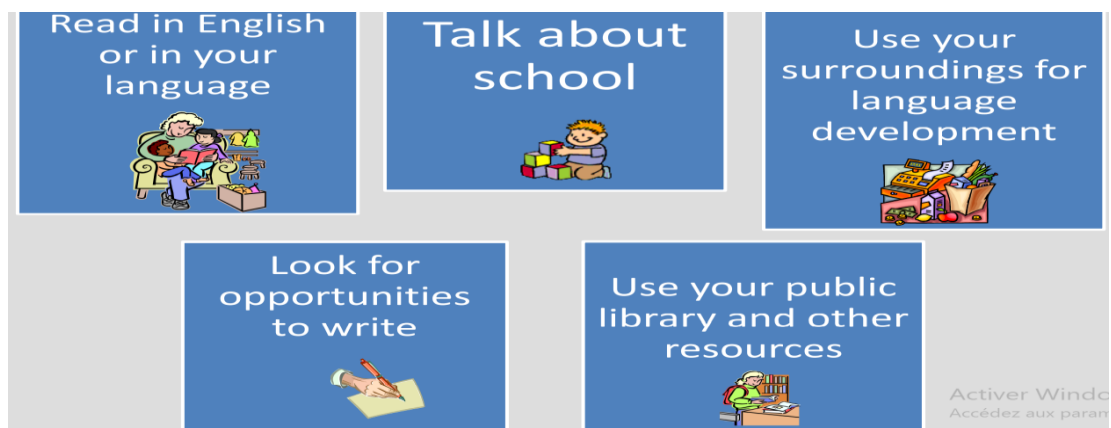 Read in English
or in your
language
Talk about
school
Use your
surroundings for
language
development
Look for
opportunities
to write
Use your public
library and other
resources
Activer Windo
Accédez aux param